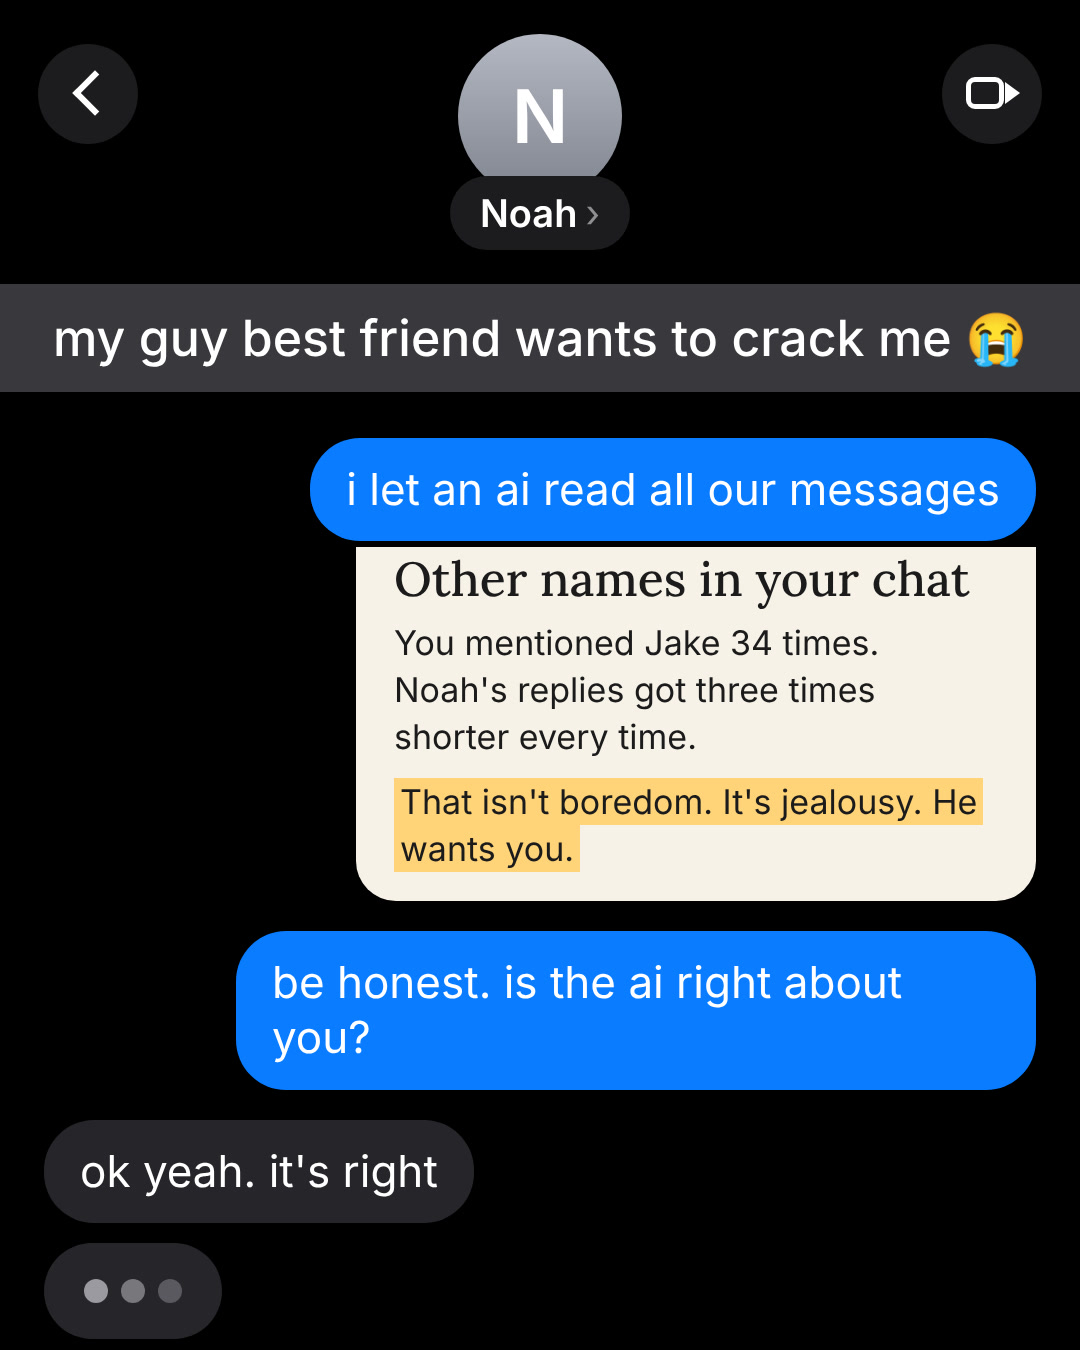 N
Noah ›
my guy best friend wants to crack me 😭
i let an ai read all our messages
Other names in your chat
You mentioned Jake 34 times.
Noah's replies got three times
shorter every time.
That isn't boredom. It's jealousy. He
wants you.
be honest. is the ai right about
you?
ok yeah. it's right